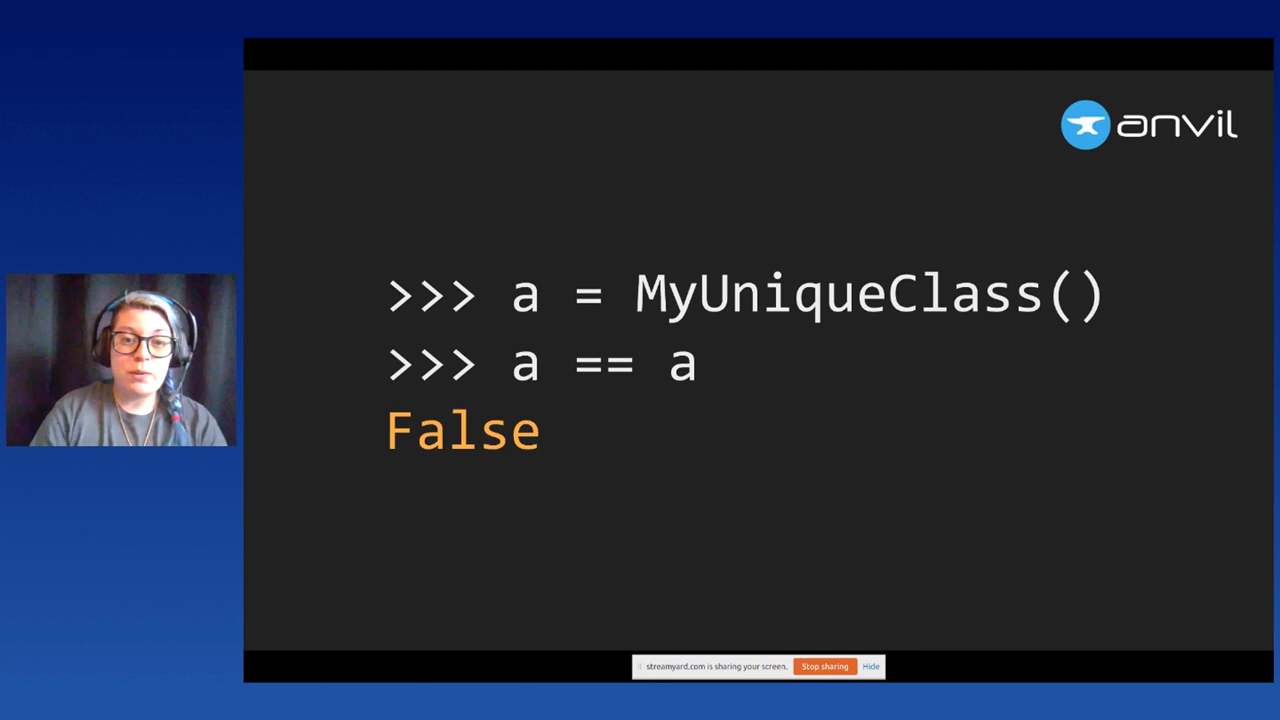 anvil
>>> a = MyUniqueClass()
>>> a == a
False
streamyard.com is sharing your screen. Stop sharing Hide